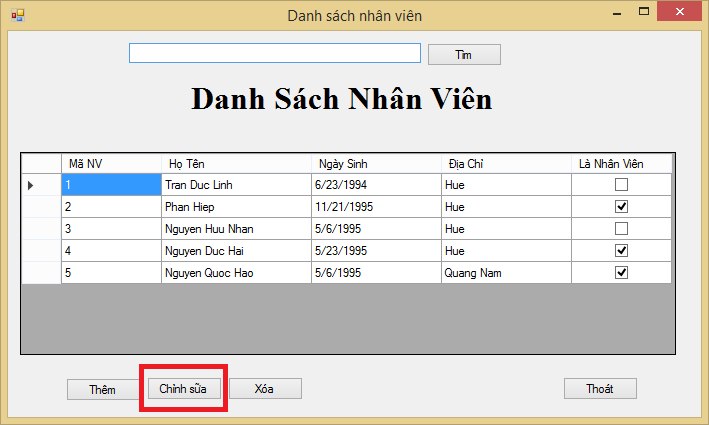 Danh sách nhân viên
Tìm
Danh Sách Nhân Viên
Mã NV Họ Tên Ngày Sinh Địa Chỉ Là Nhân Viên
1 Tran Duc Linh 6/23/1994 Hue
2 Phan Hiep 11/21/1995 Hue
3 Nguyen Huu Nhan 5/6/1995 Hue
4 Nguyen Duc Hai 5/23/1995 Hue
5 Nguyen Quoc Hao 5/6/1995 Quang Nam
Thêm Chỉnh sữa Xóa Thoát